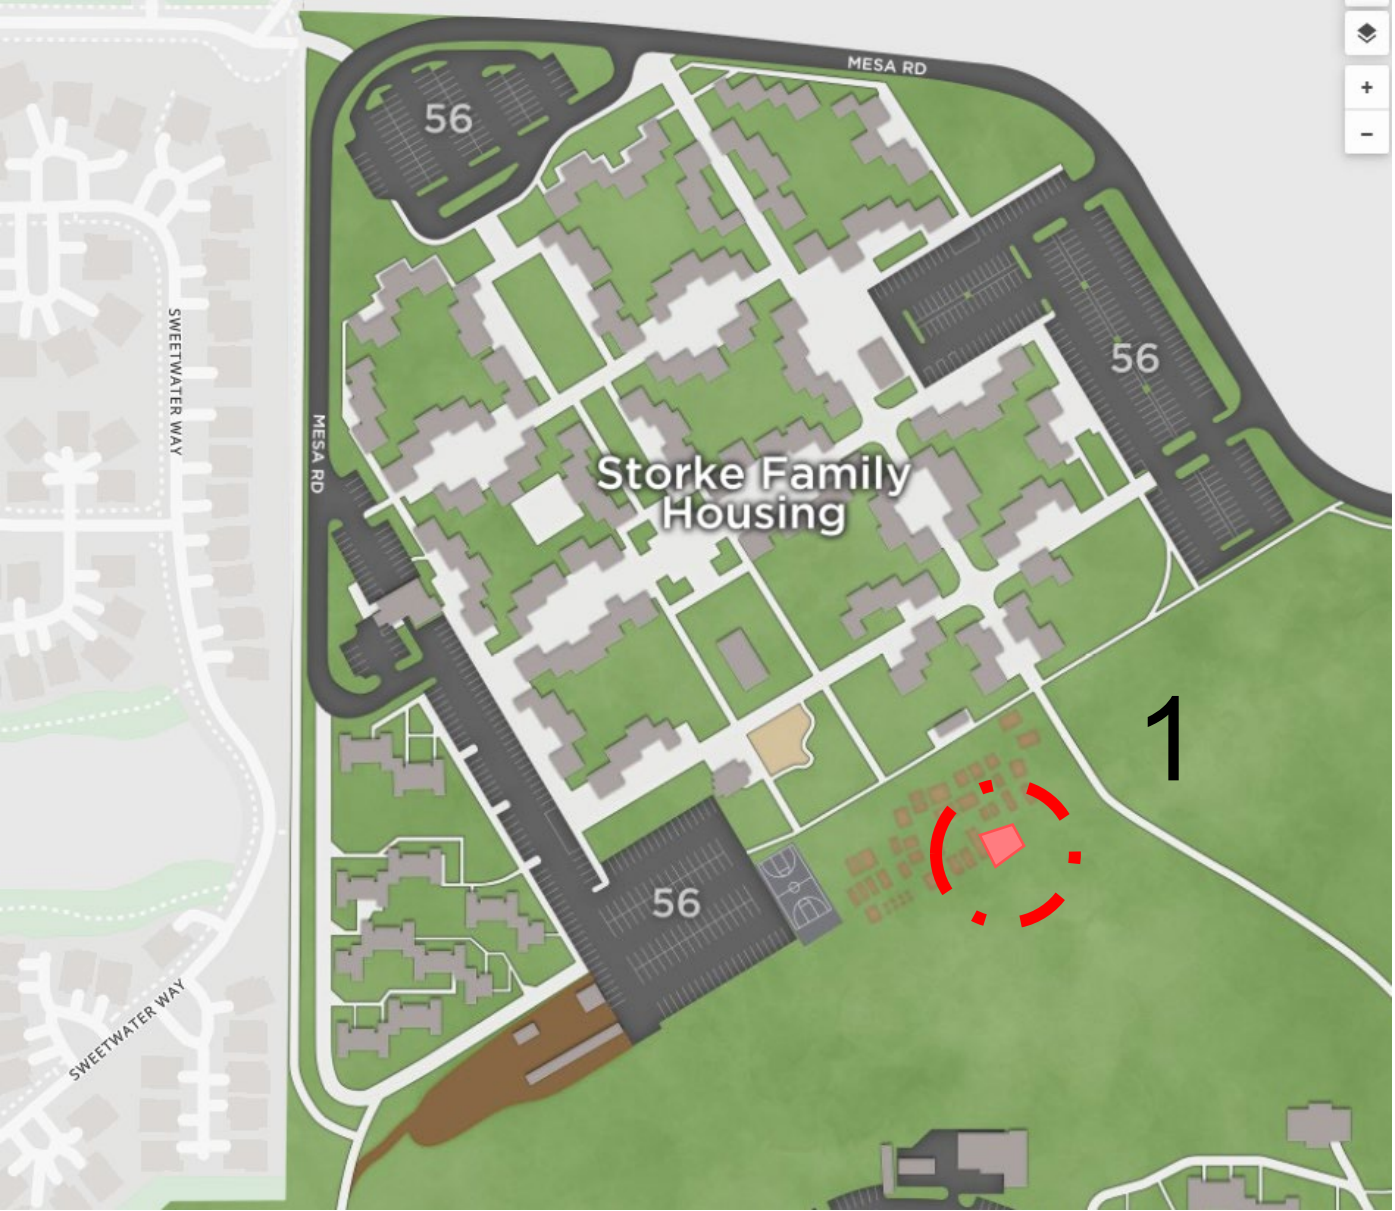 MESA RD
56
SWEETWATER WAY
MESA RD
56
Storke Family
Housing
1
56
SWEETWATER WAY
+
−